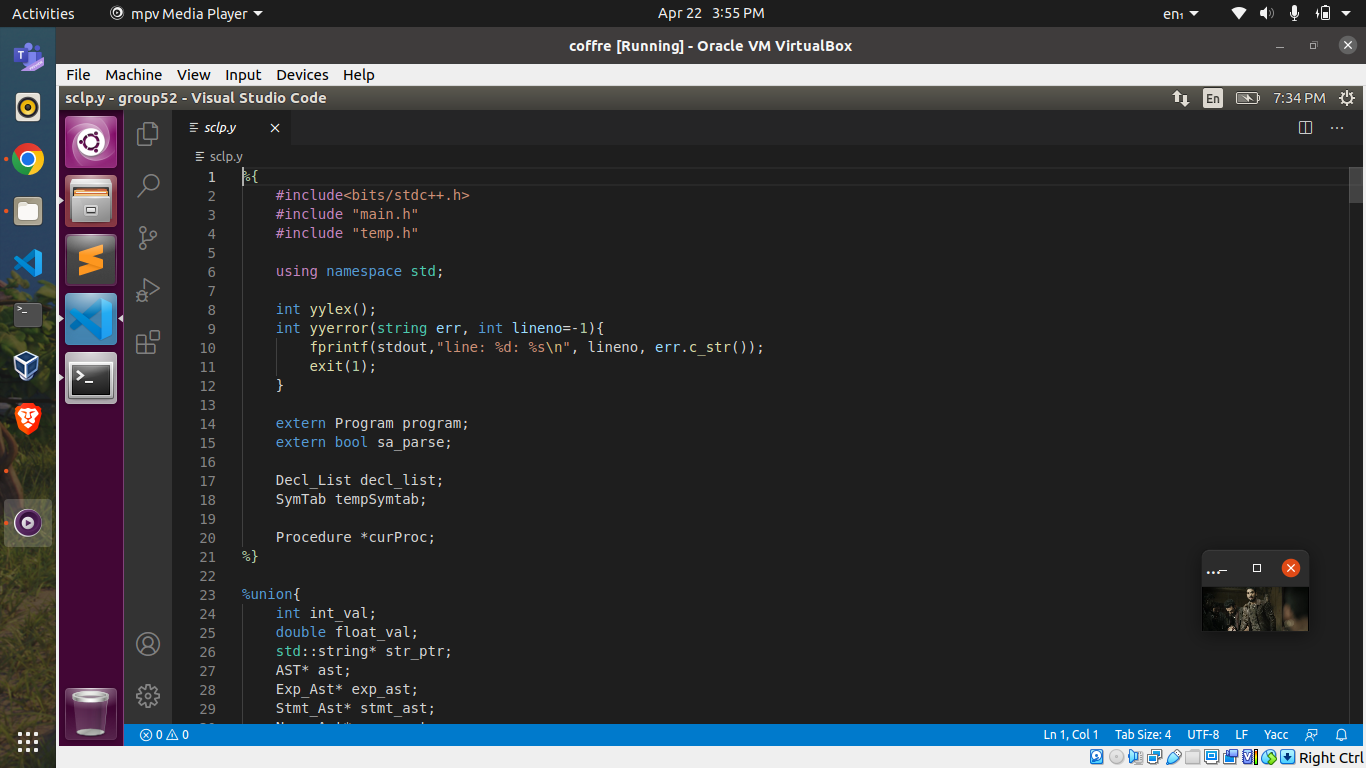 Activities mpv Media Player Apr 22 3:55 PM en₁
coffre [Running] - Oracle VM VirtualBox
File Machine View Input Devices Help
sclp.y - group52 - Visual Studio Code En 7:34 PM
sclp.y
sclp.y
1 %{
2 #include<bits/stdc++.h>
3 #include "main.h"
4 #include "temp.h"
5
6 using namespace std;
7
8 int yylex();
9 int yyerror(string err, int lineno=-1){
10 fprintf(stdout,"line: %d: %s\n", lineno, err.c_str());
11 exit(1);
12 }
13
14 extern Program program;
15 extern bool sa_parse;
16
17 Decl_List decl_list;
18 SymTab tempSymtab;
19
20 Procedure *curProc;
21 %}
22
23 %union{
24 int int_val;
25 double float_val;
26 std::string* str_ptr;
27 AST* ast;
28 Exp_Ast* exp_ast;
29 Stmt_Ast* stmt_ast;
0 0 Ln 1, Col 1 Tab Size: 4 UTF-8 LF Yacc
Right Ctrl